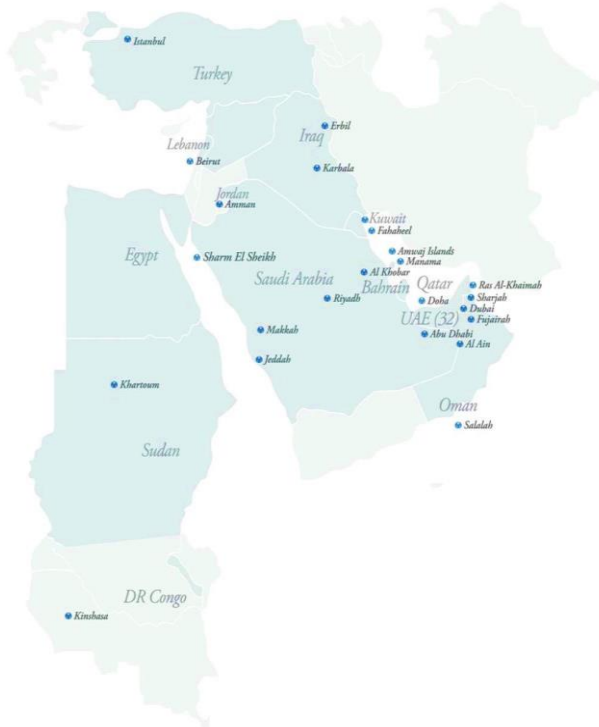 Istanbul
Turkey
Erbil
Iraq
Lebanon
Beirut
Karbala
Jordan
Amman
Kuwait
Fahaheel
Egypt
Sharm El Sheikh
Amwaj Islands
Manama
Al Khobar
Saudi Arabia
Bahrain
Qatar
Ras Al-Khaimah
Riyadh
Doha
Sharjah
Dubai
UAE (32)
Fujairah
Makkah
Abu Dhabi
Al Ain
Jeddah
Khartoum
Oman
Salalah
Sudan
DR Congo
Kinshasa